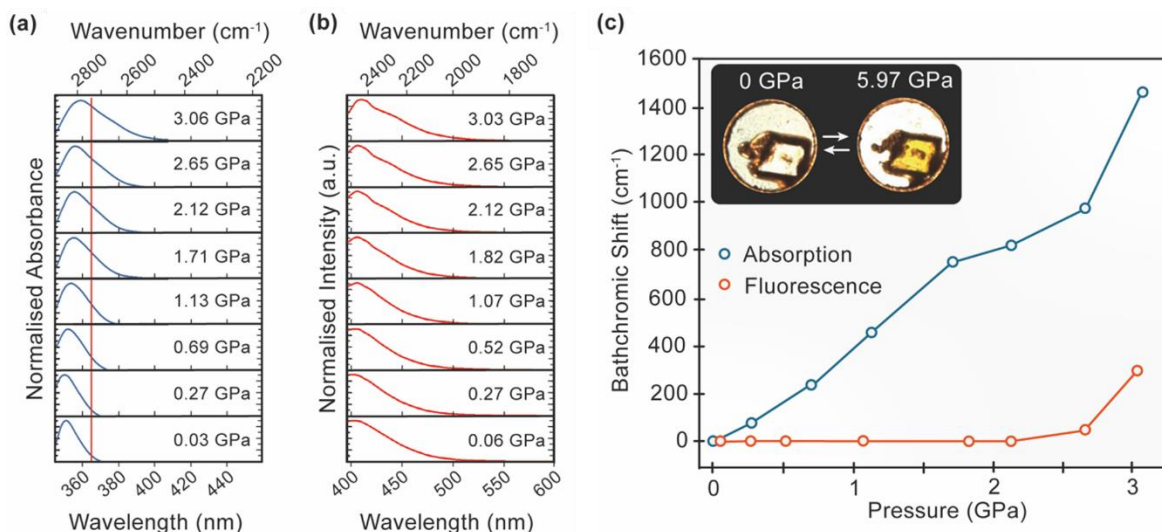 (a)
Wavenumber (cm-1)
2800
2600
2400
2200
Normalised Absorbance
3.06 GPa
2.65 GPa
2.12 GPa
1.71 GPa
1.13 GPa
0.69 GPa
0.27 GPa
0.03 GPa
360
380
400
420
440
Wavelength (nm)
(b)
Wavenumber (cm-1)
2400
2200
2000
1800
Normalised Intensity (a.u.)
3.03 GPa
2.65 GPa
2.12 GPa
1.82 GPa
1.07 GPa
0.52 GPa
0.27 GPa
0.06 GPa
400
450
500
550
600
Wavelength (nm)
(c)
Bathchromic Shift (cm-1)
1600
1400
1200
1000
800
600
400
200
0
0 GPa 5.97 GPa
Absorption
Fluorescence
0 1 2 3
Pressure (GPa)